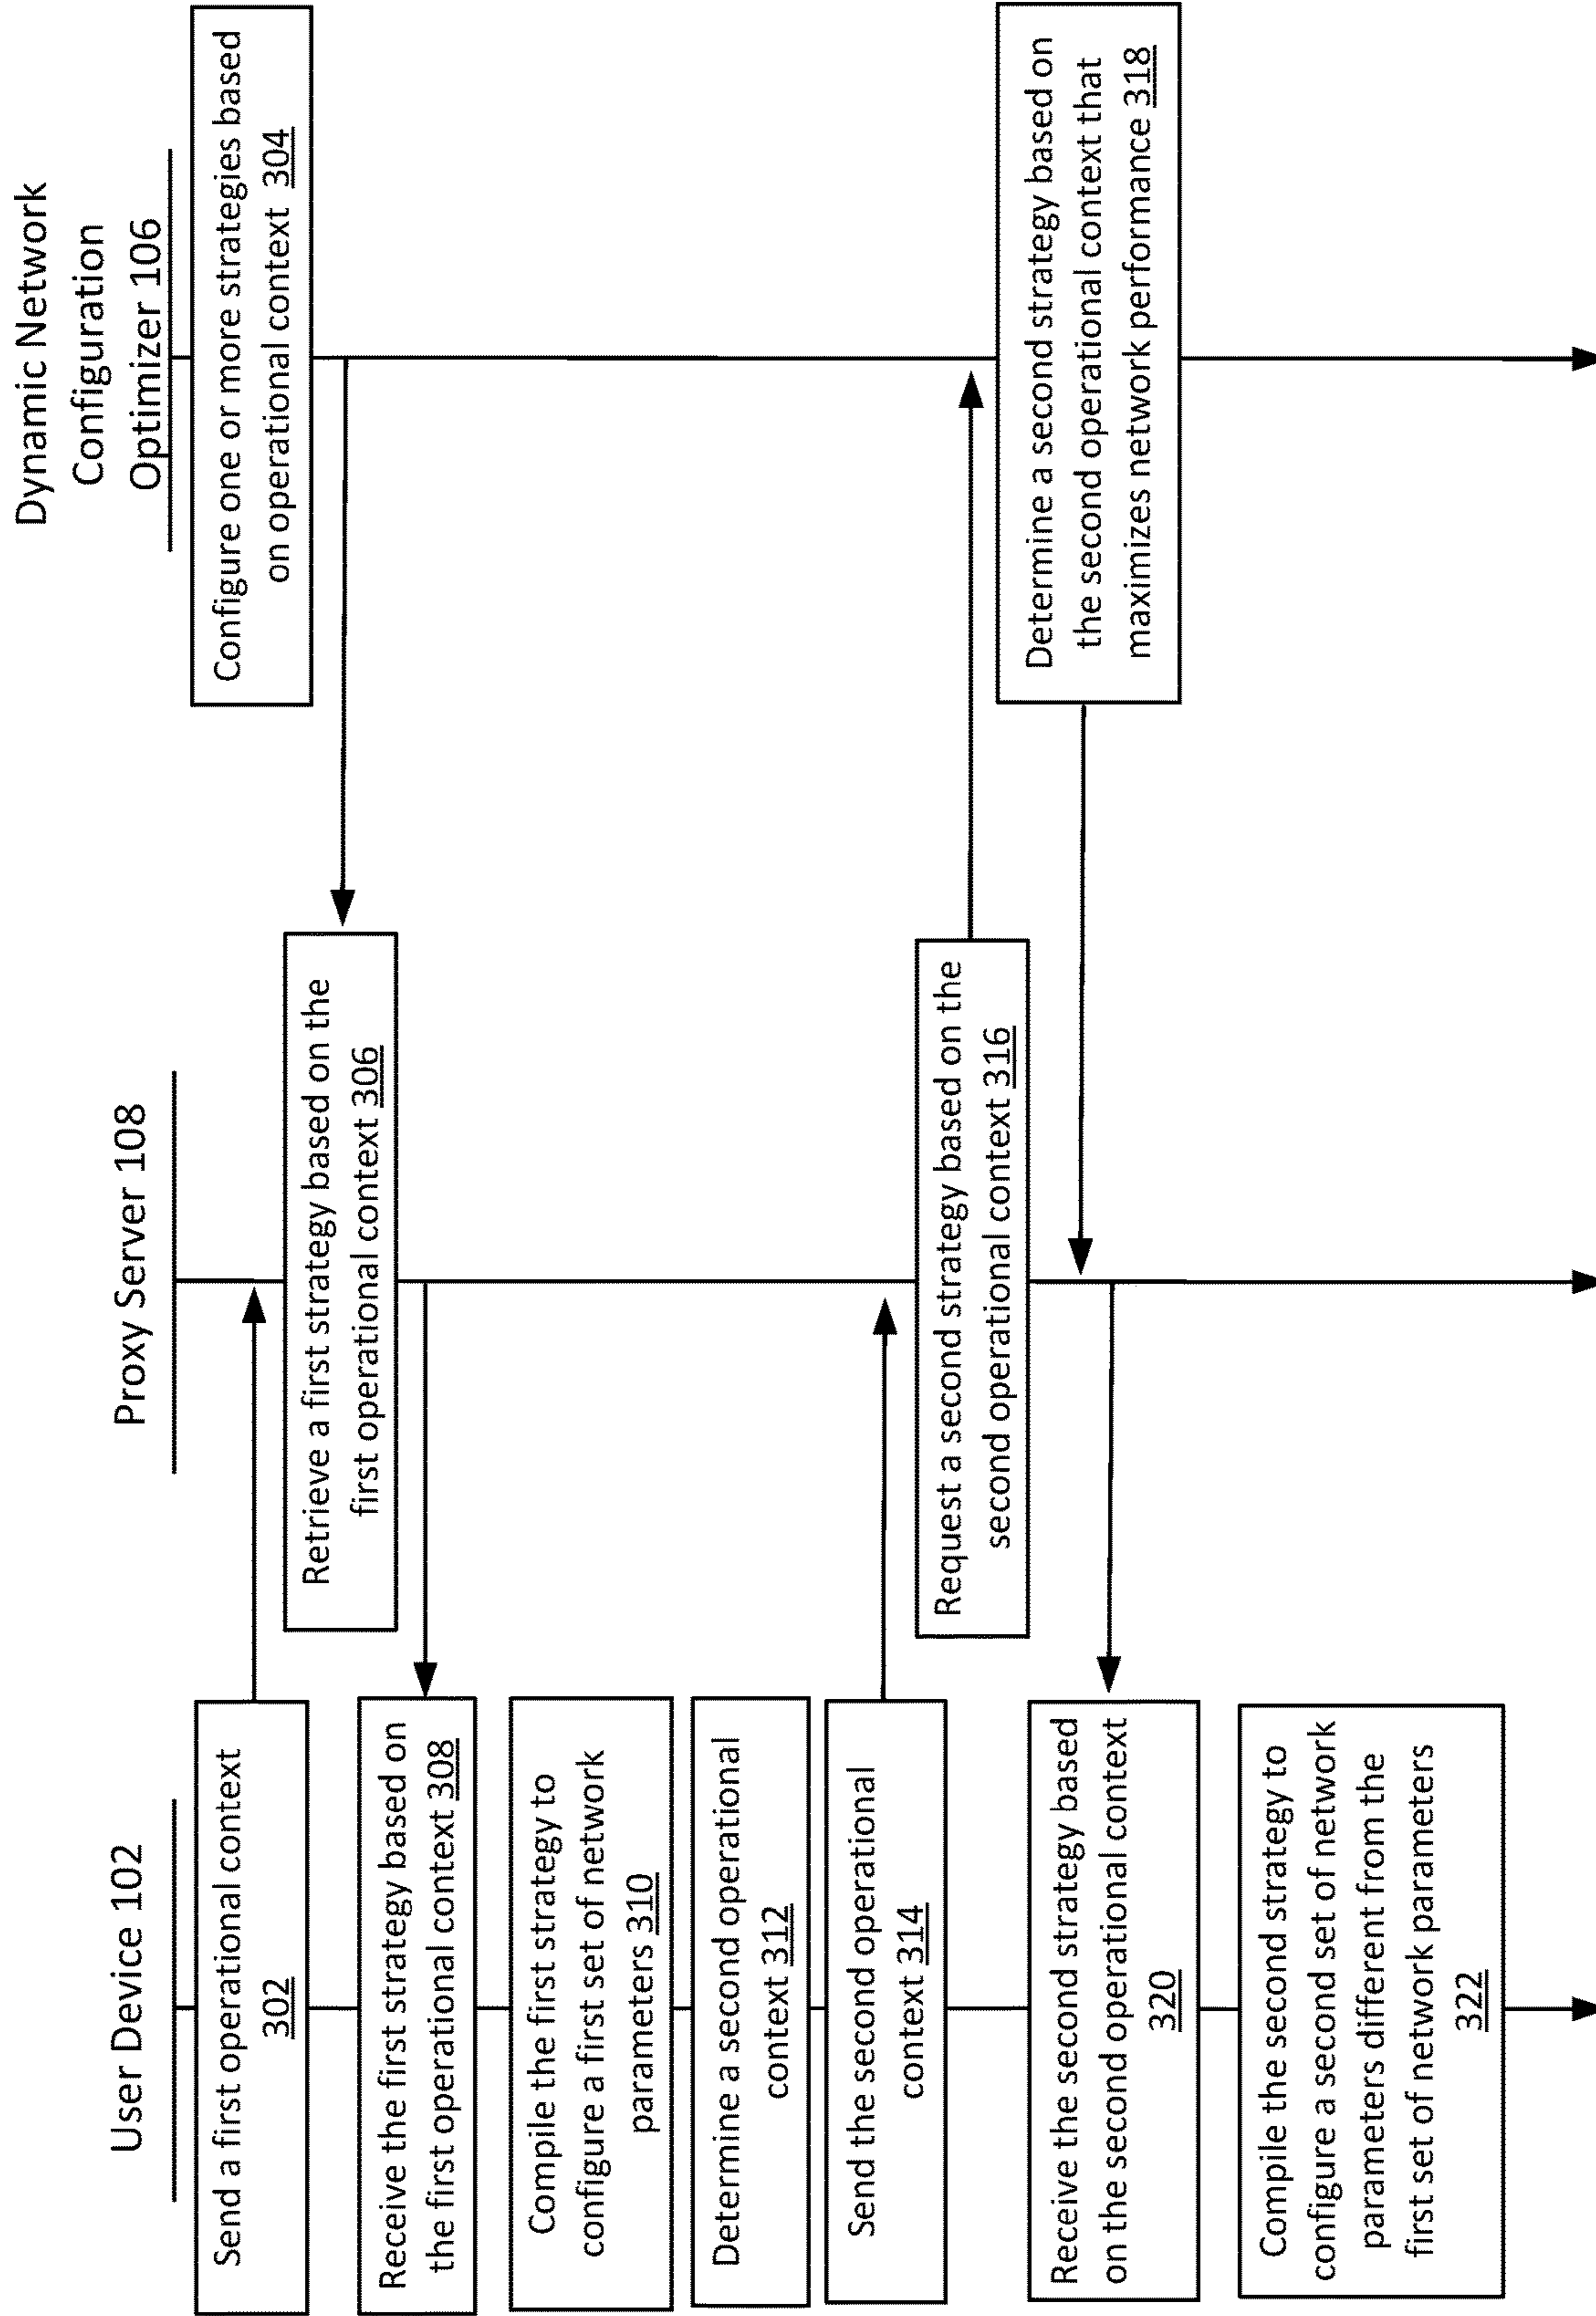 User Device 102
Proxy Server 108
Dynamic Network
Configuration
Optimizer 106
Send a first operational context
302
Configure one or more strategies based
on operational context 304
Retrieve a first strategy based on the
first operational context 306
Receive the first strategy based on
the first operational context 308
Compile the first strategy to
configure a first set of network
parameters 310
Determine a second operational
context 312
Send the second operational
context 314
Request a second strategy based on the
second operational context 316
Determine a second strategy based on
the second operational context that
maximizes network performance 318
Receive the second strategy based
on the second operational context
320
Compile the second strategy to
configure a second set of network
parameters different from the
first set of network parameters
322